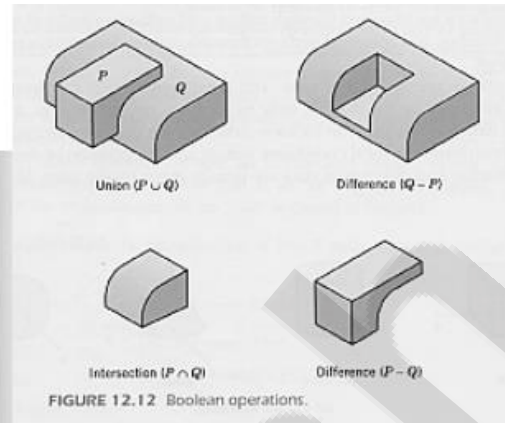 P
Q
Union (P ∪ Q)
Difference (Q – P)
Intersection (P ∩ Q)
Difference (P – Q)
FIGURE 12.12 Boolean operations.